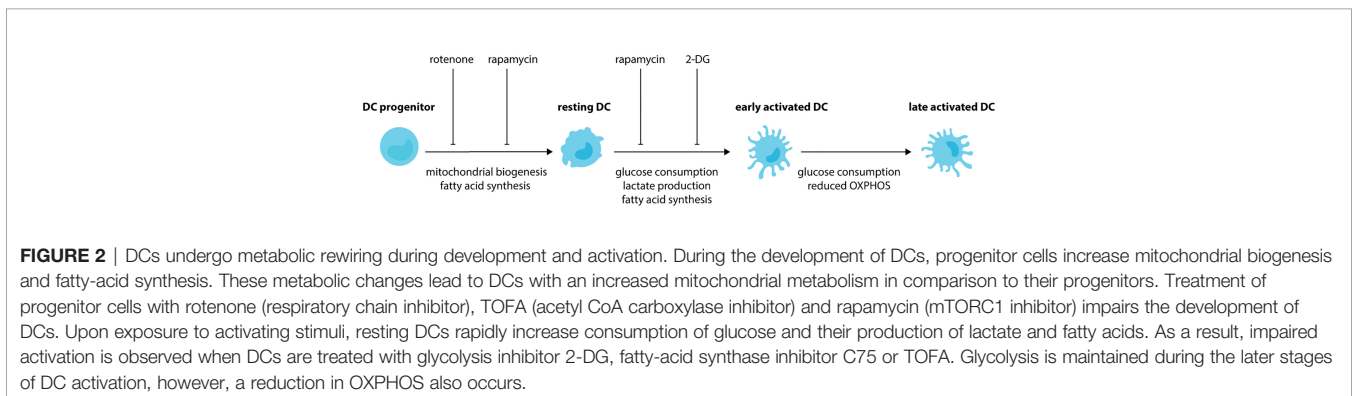 rotenone rapamycin rapamycin 2-DG
DC progenitor resting DC early activated DC late activated DC
mitochondrial biogenesis glucose consumption glucose consumption
fatty acid synthesis lactate production reduced OXPHOS
fatty acid synthesis
FIGURE 2 | DCs undergo metabolic rewiring during development and activation. During the development of DCs, progenitor cells increase mitochondrial biogenesis
and fatty-acid synthesis. These metabolic changes lead to DCs with an increased mitochondrial metabolism in comparison to their progenitors. Treatment of
progenitor cells with rotenone (respiratory chain inhibitor), TOFA (acetyl CoA carboxylase inhibitor) and rapamycin (mTORC1 inhibitor) impairs the development of
DCs. Upon exposure to activating stimuli, resting DCs rapidly increase consumption of glucose and their production of lactate and fatty acids. As a result, impaired
activation is observed when DCs are treated with glycolysis inhibitor 2-DG, fatty-acid synthase inhibitor C75 or TOFA. Glycolysis is maintained during the later stages
of DC activation, however, a reduction in OXPHOS also occurs.